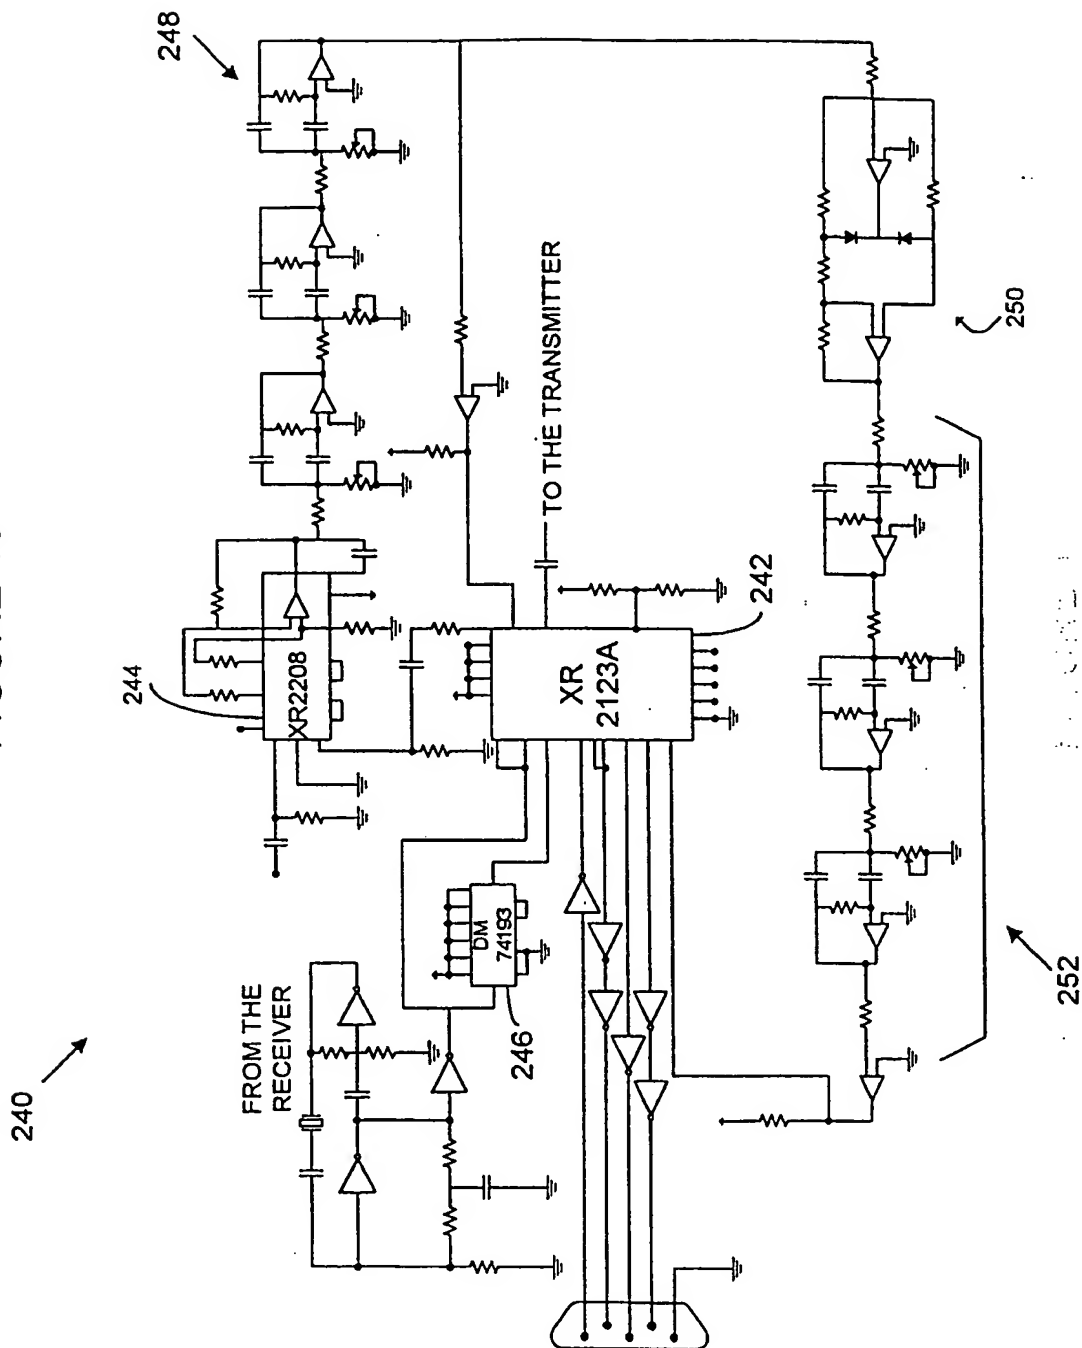 240
FROM THE
RECEIVER
244
XR2208
248
DM
74193
246
XR
2123A
242
TO THE TRANSMITTER
250
252